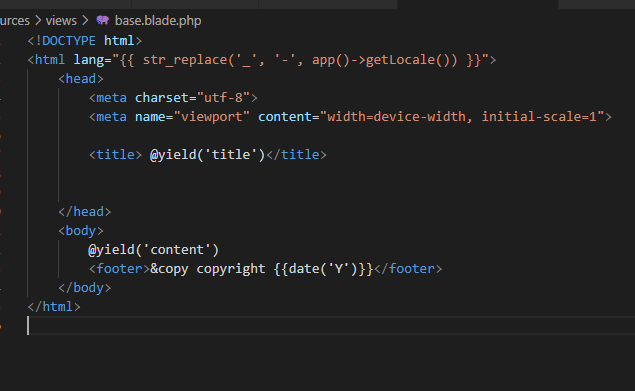 urces > views > base.blade.php
<!DOCTYPE html>
<html lang="{{ str_replace('_', '-', app()->getLocale()) }}">
<head>
<meta charset="utf-8">
<meta name="viewport" content="width=device-width, initial-scale=1">
<title> @yield('title')</title>
</head>
<body>
@yield('content')
<footer>&copy copyright {{date('Y')}}</footer>
</body>
</html>